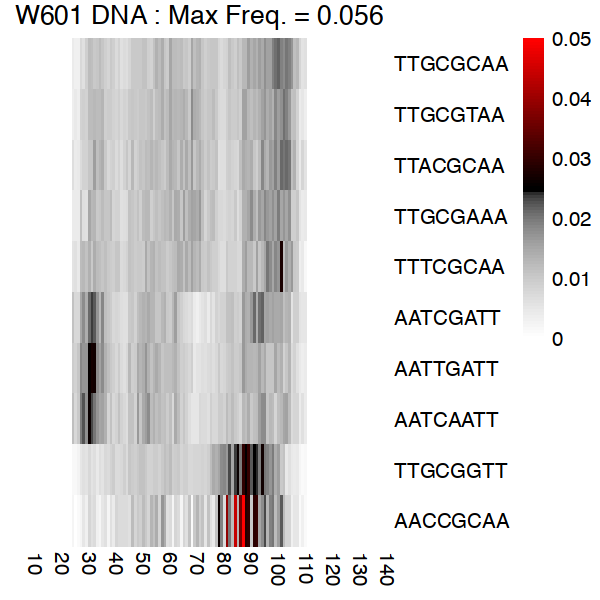 W601 DNA : Max Freq. = 0.056
TTGCGCAA
TTGCGTAA
TTACGCAA
TTGCGAAA
TTTCGCAA
AATCGATT
AATTGATT
AATCAATT
TTGCGGTT
AACCGCAA
0.05
0.04
0.03
0.02
0.01
0
10 20 30 40 50 60 70 80 90 100 110 120 130 140